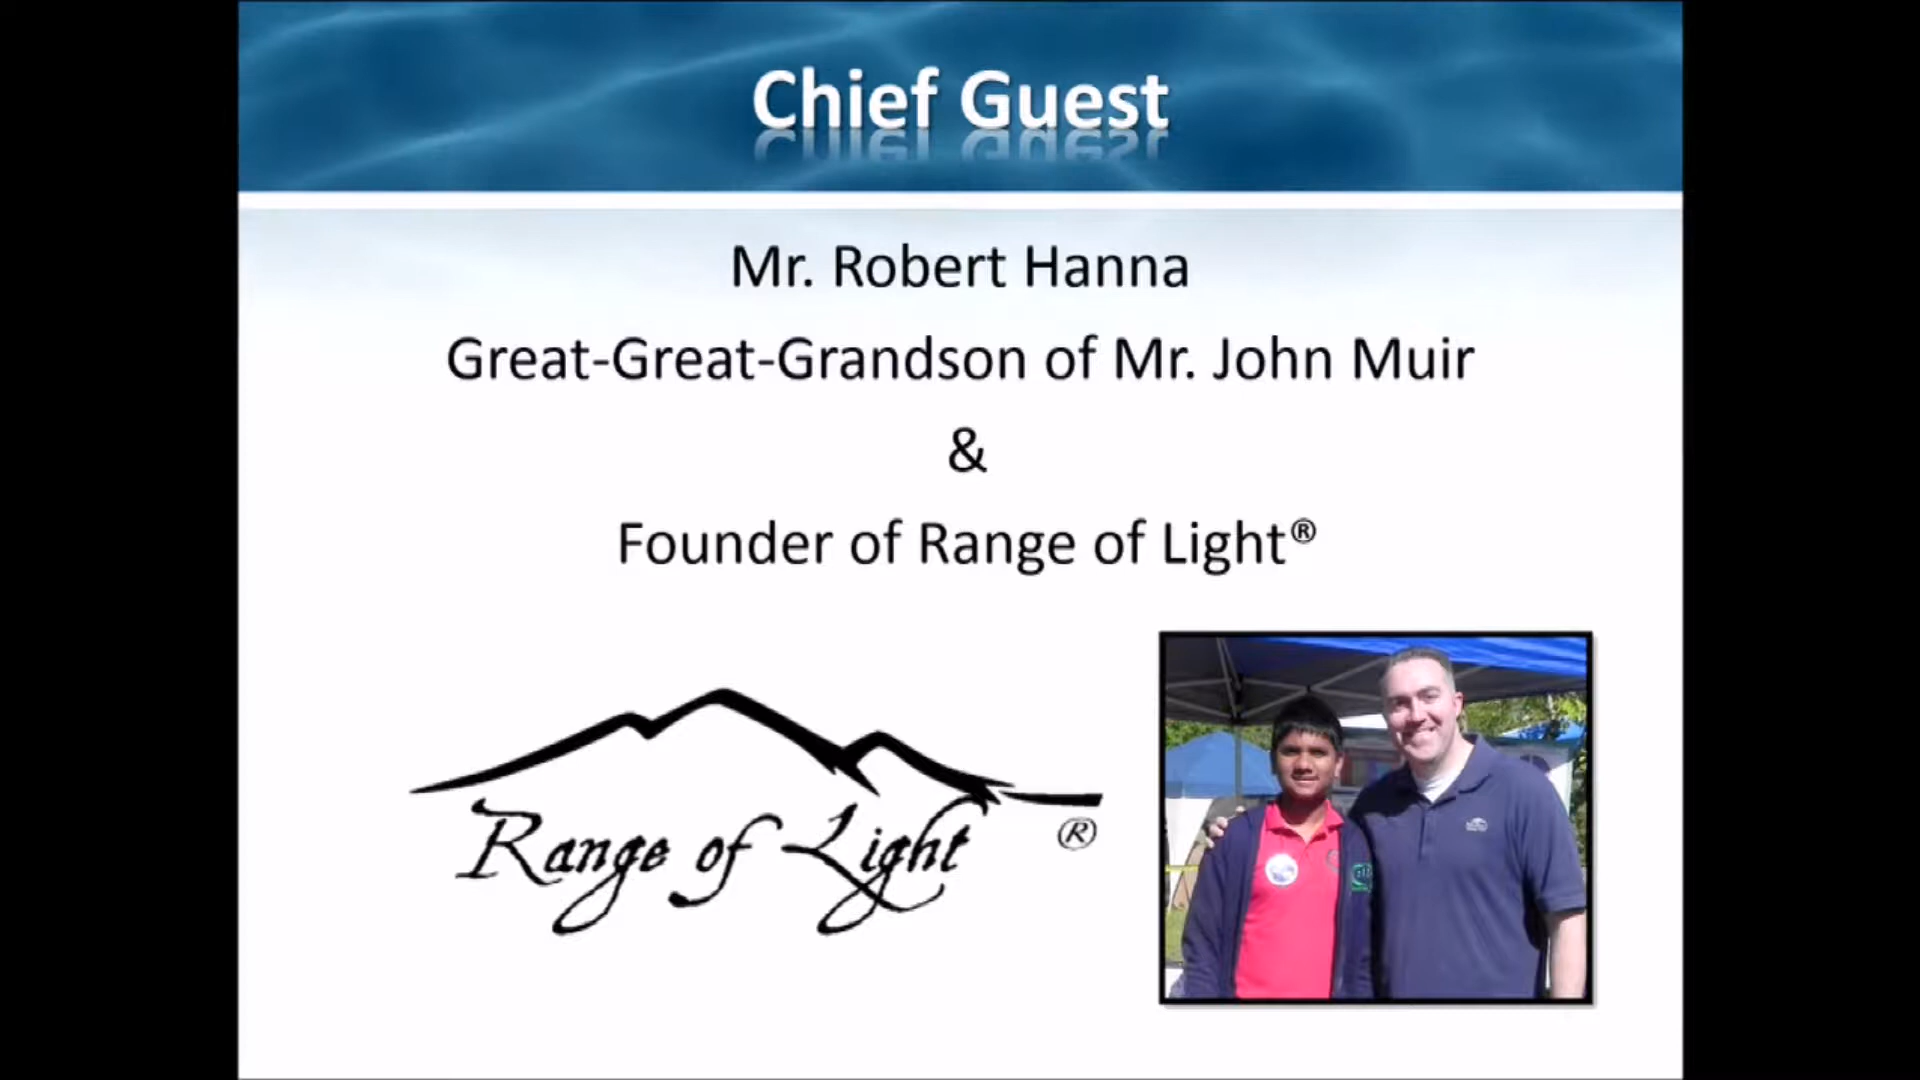 Chief Guest
Mr. Robert Hanna
Great-Great-Grandson of Mr. John Muir
&
Founder of Range of Light®
Range of Light ®